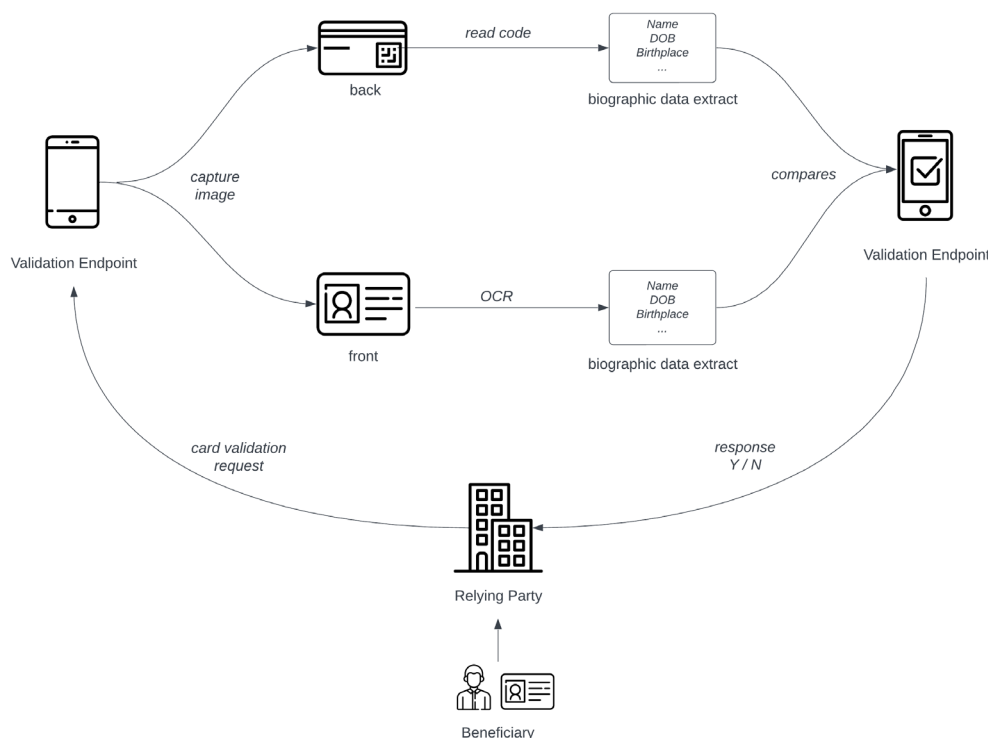 read code
Name
DOB
Birthplace
...
back
biographic data extract
capture
image
compares
Validation Endpoint
Validation Endpoint
OCR
Name
DOB
Birthplace
...
front
biographic data extract
card validation
request
response
Y / N
Relying Party
Beneficiary